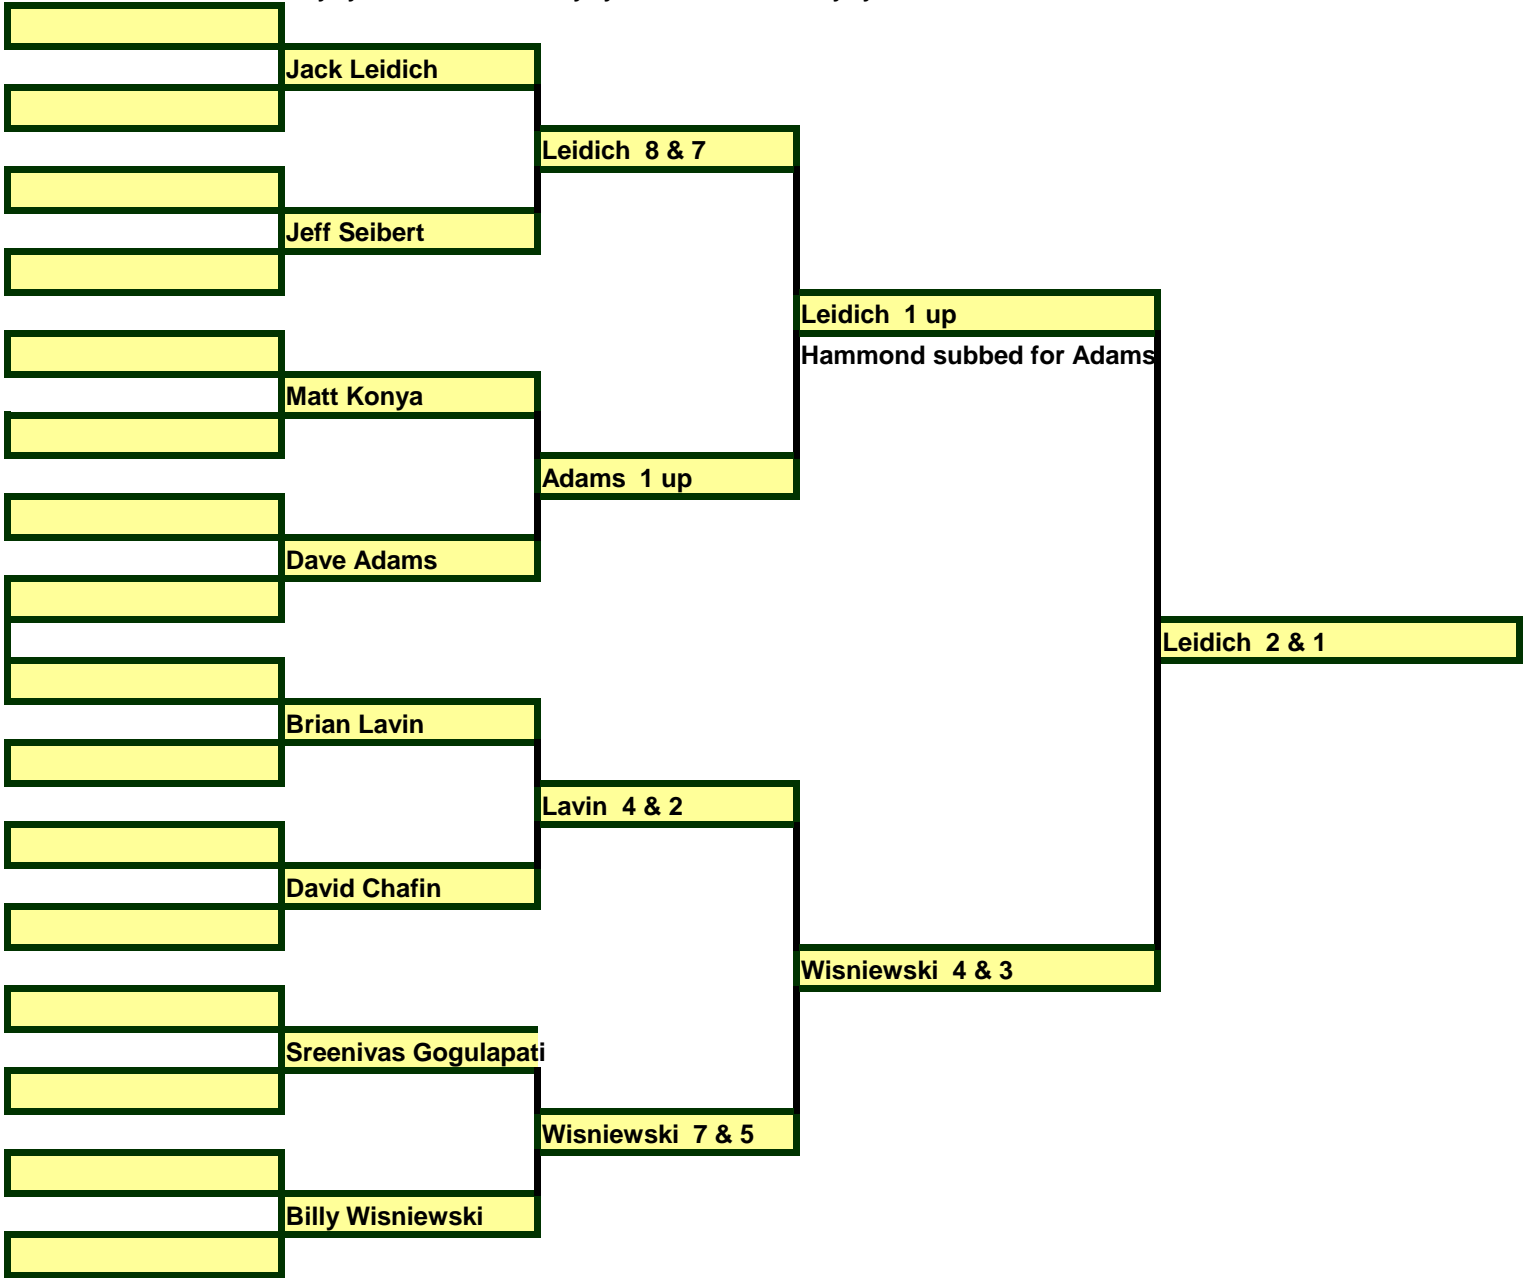 Jack Leidich
Leidich  8 & 7
Jeff Seibert
Leidich  1 up
Hammond subbed for Adams
Matt Konya
Adams  1 up
Dave Adams
Leidich  2 & 1
Brian Lavin
Lavin  4 & 2
David Chafin
Wisniewski  4 & 3
Sreenivas Gogulapati
Wisniewski  7 & 5
Billy Wisniewski